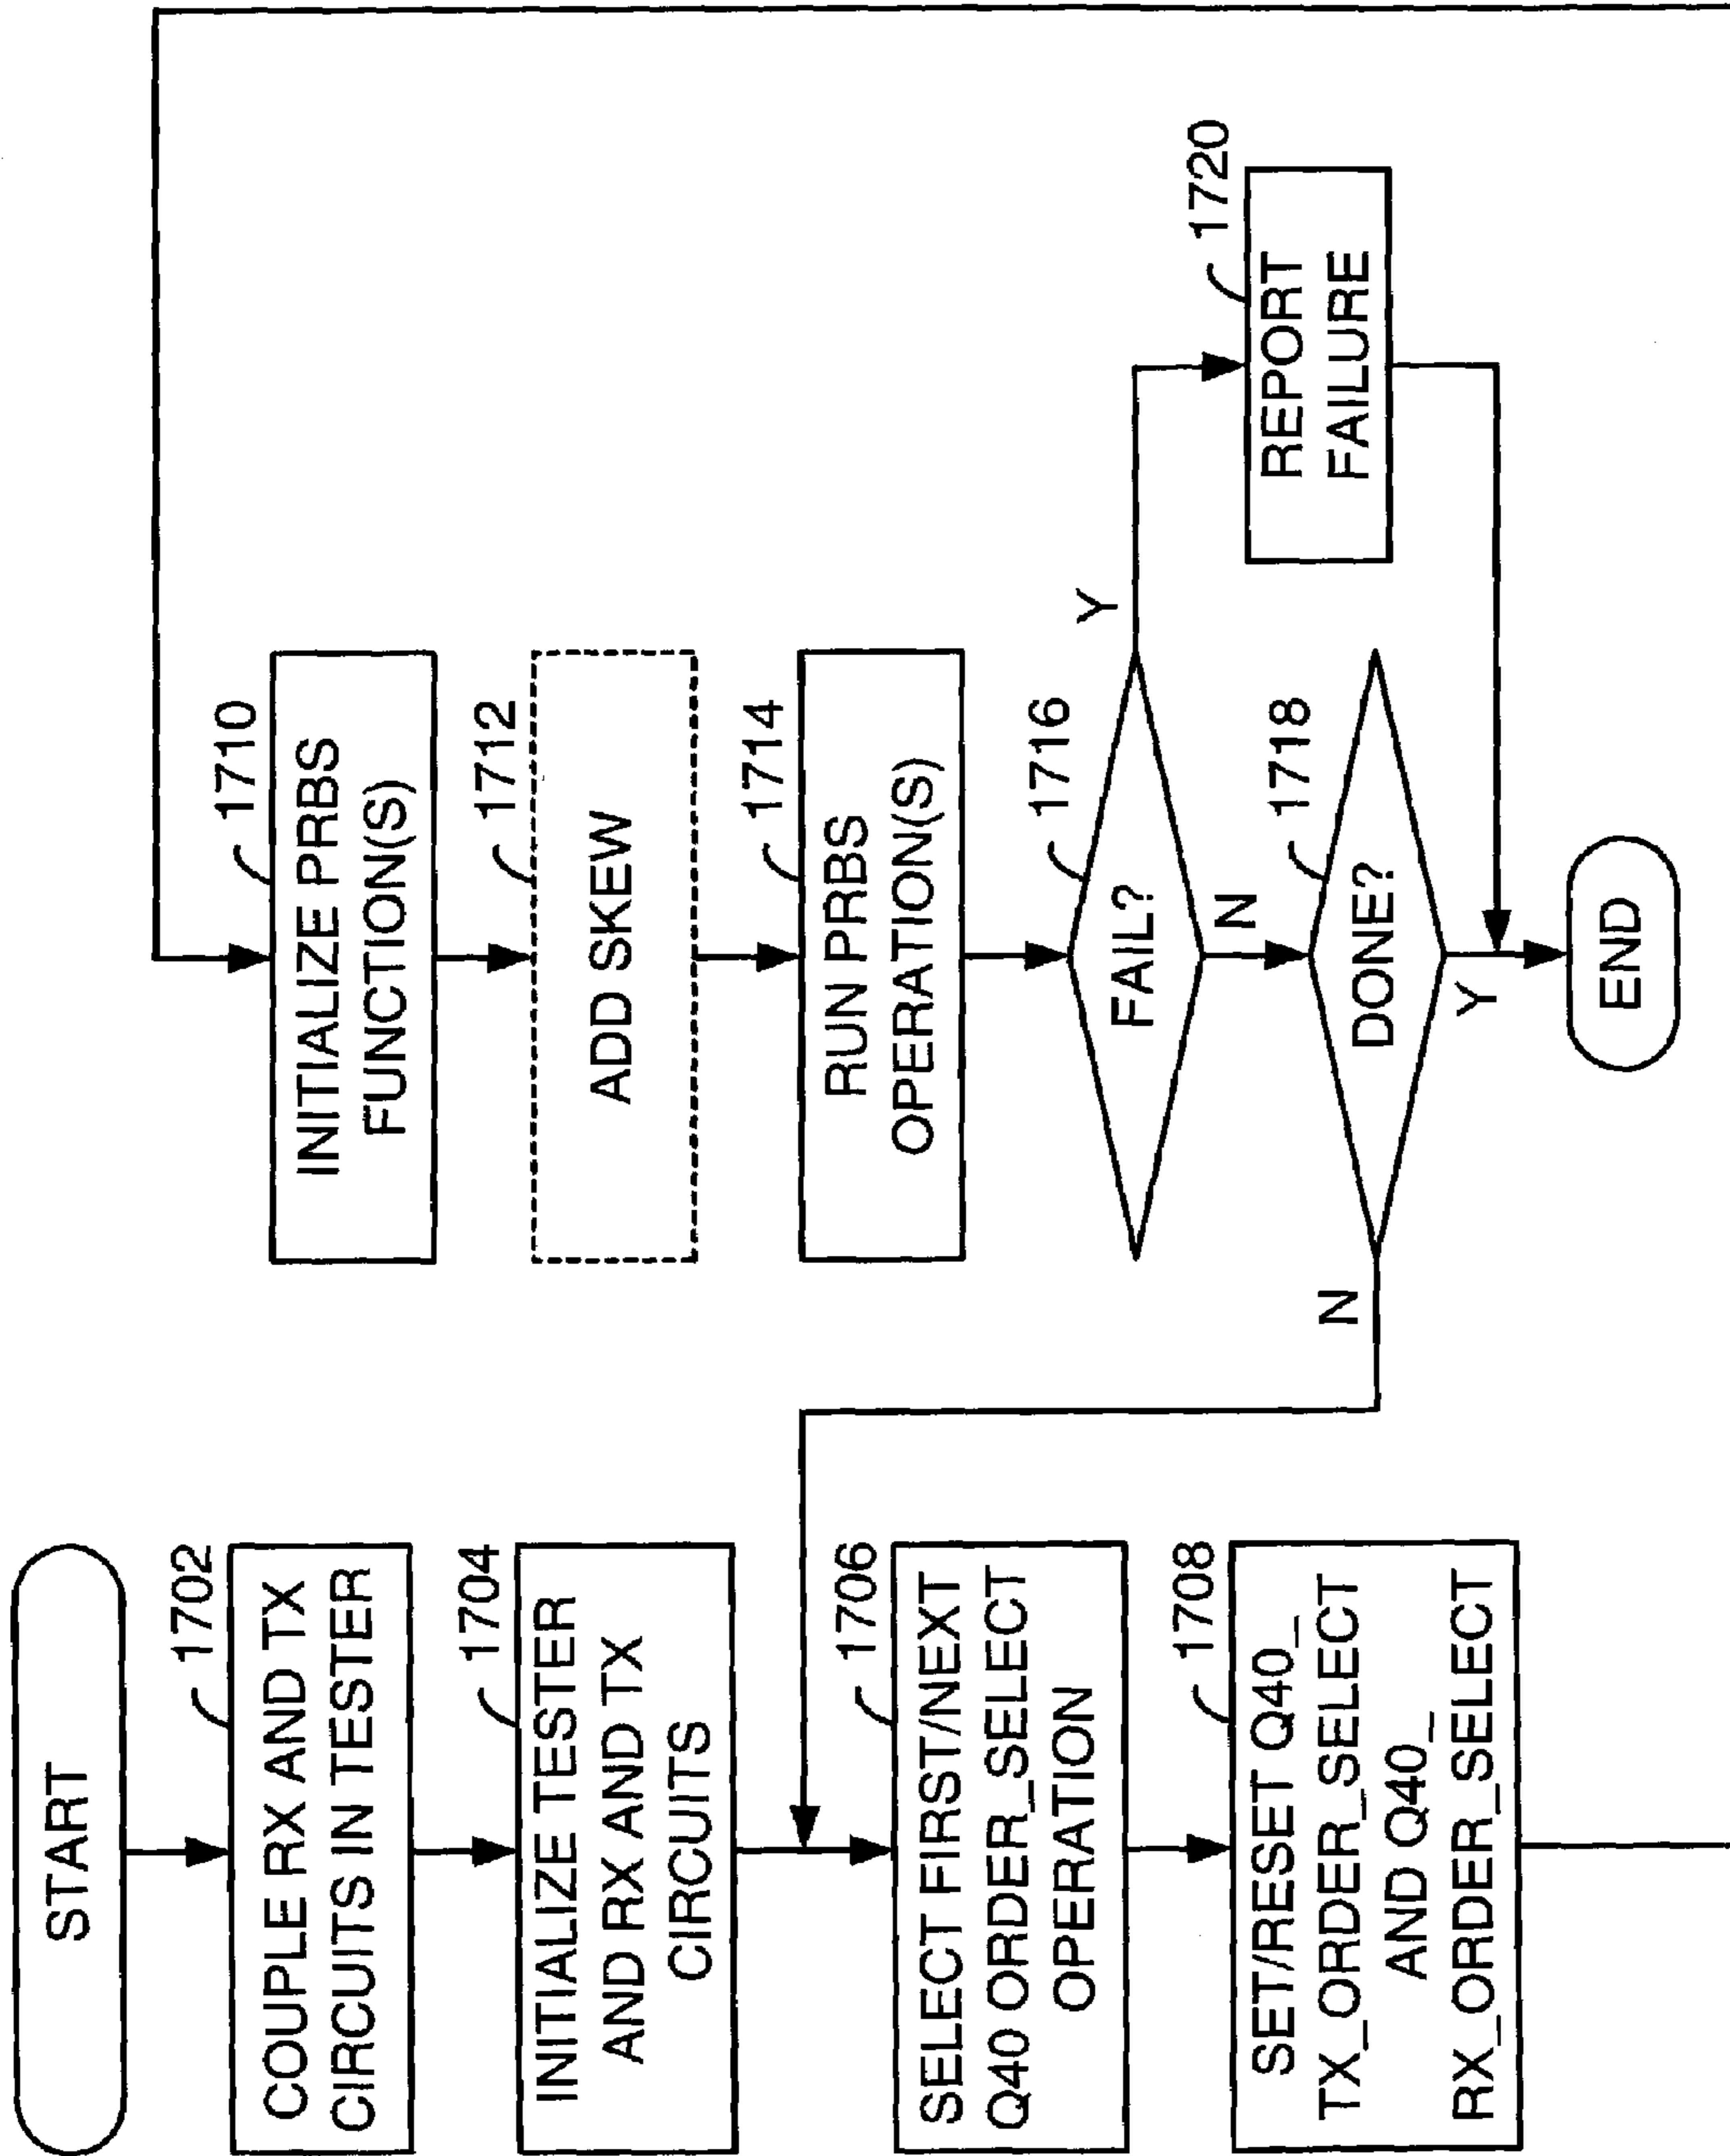 START
1702
COUPLE RX AND TX
CIRCUITS IN TESTER
1704
INITIALIZE TESTER
AND RX AND TX
CIRCUITS
1706
SELECT FIRST/NEXT
Q40 ORDER_SELECT
OPERATION
1708
SET/RESET Q40_
TX_ORDER_SELECT
AND Q40_
RX_ORDER_SELECT
1710
INITIALIZE PRBS
FUNCTION(S)
1712
ADD SKEW
1714
RUN PRBS
OPERATION(S)
1716
FAIL?
Y
N
1718
DONE?
N
Y
1720
REPORT
FAILURE
END